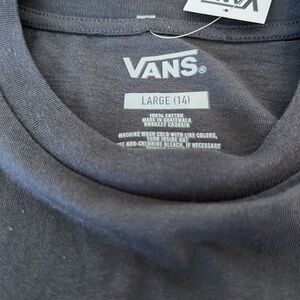 VANS
LARGE (14)
100% COTTON
MADE IN GUATEMALA
MACHINE WASH COLD WITH LIKE COLORS,
TURN INSIDE OUT
NON-CHLORINE BLEACH, IF NECESSARY